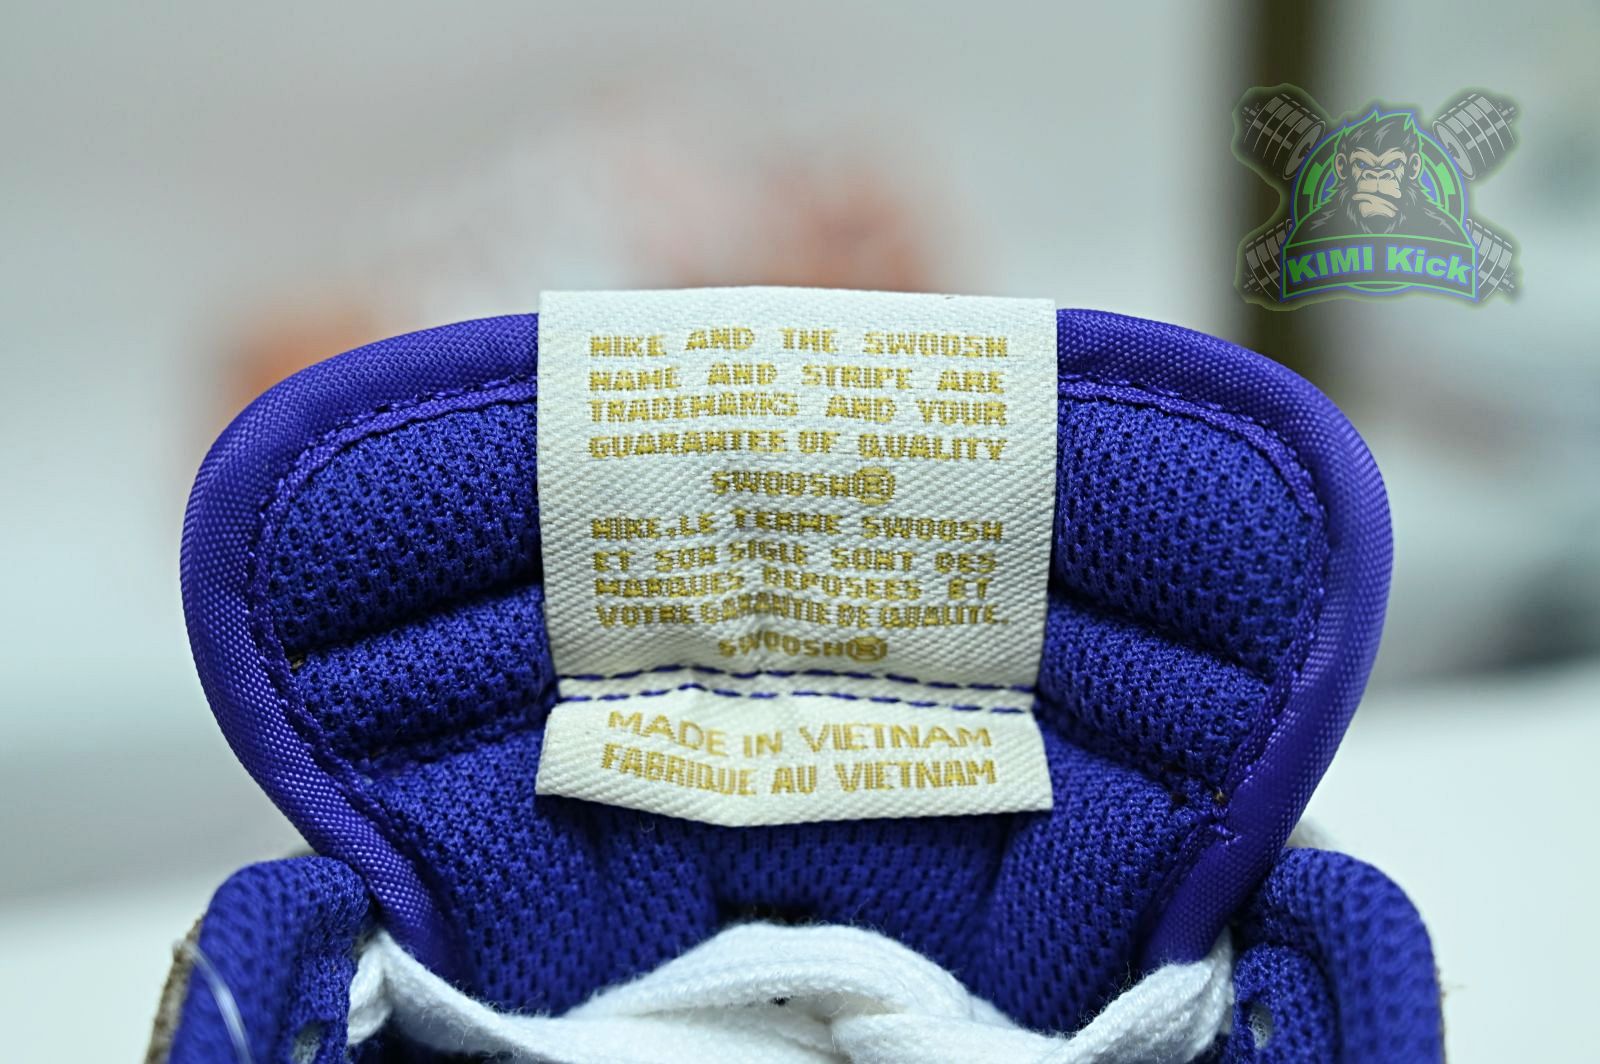 NIKE AND THE SWOOSH
NAME AND STRIPE ARE
TRADEMARKS AND YOUR
GUARANTEE OF QUALITY
SWOOSH®
NIKE, LE TERME SWOOSH
ET SON SIGLE SONT DES
MARQUES DEPOSEES ET
VOTRE GARANTIE DE QUALITE.
SWOOSH®
MADE IN VIETNAM
FABRIQUE AU VIETNAM
KIMI Kick